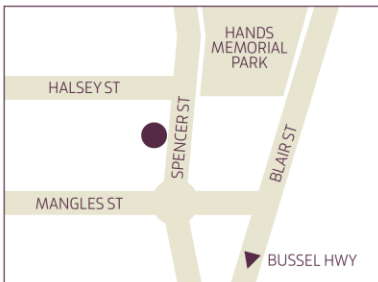 HANDS
MEMORIAL
PARK
HALSEY ST
SPENCER ST
BLAIR ST
MANGLES ST
BUSSEL HWY